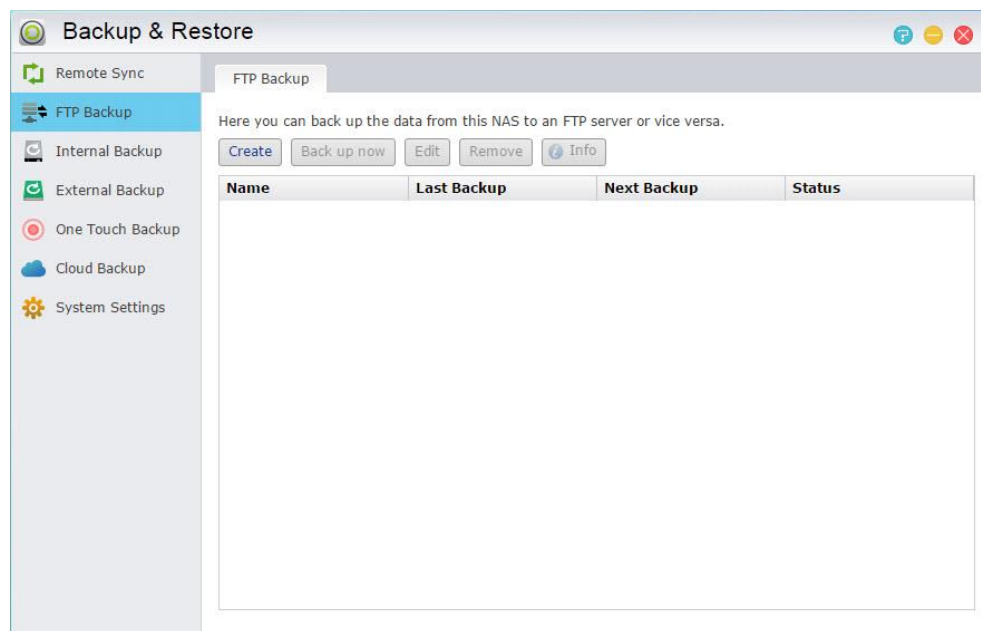 Backup & Restore
Remote Sync
FTP Backup
Internal Backup
External Backup
One Touch Backup
Cloud Backup
System Settings
FTP Backup
Here you can back up the data from this NAS to an FTP server or vice versa.
Create Back up now Edit Remove Info
Name Last Backup Next Backup Status